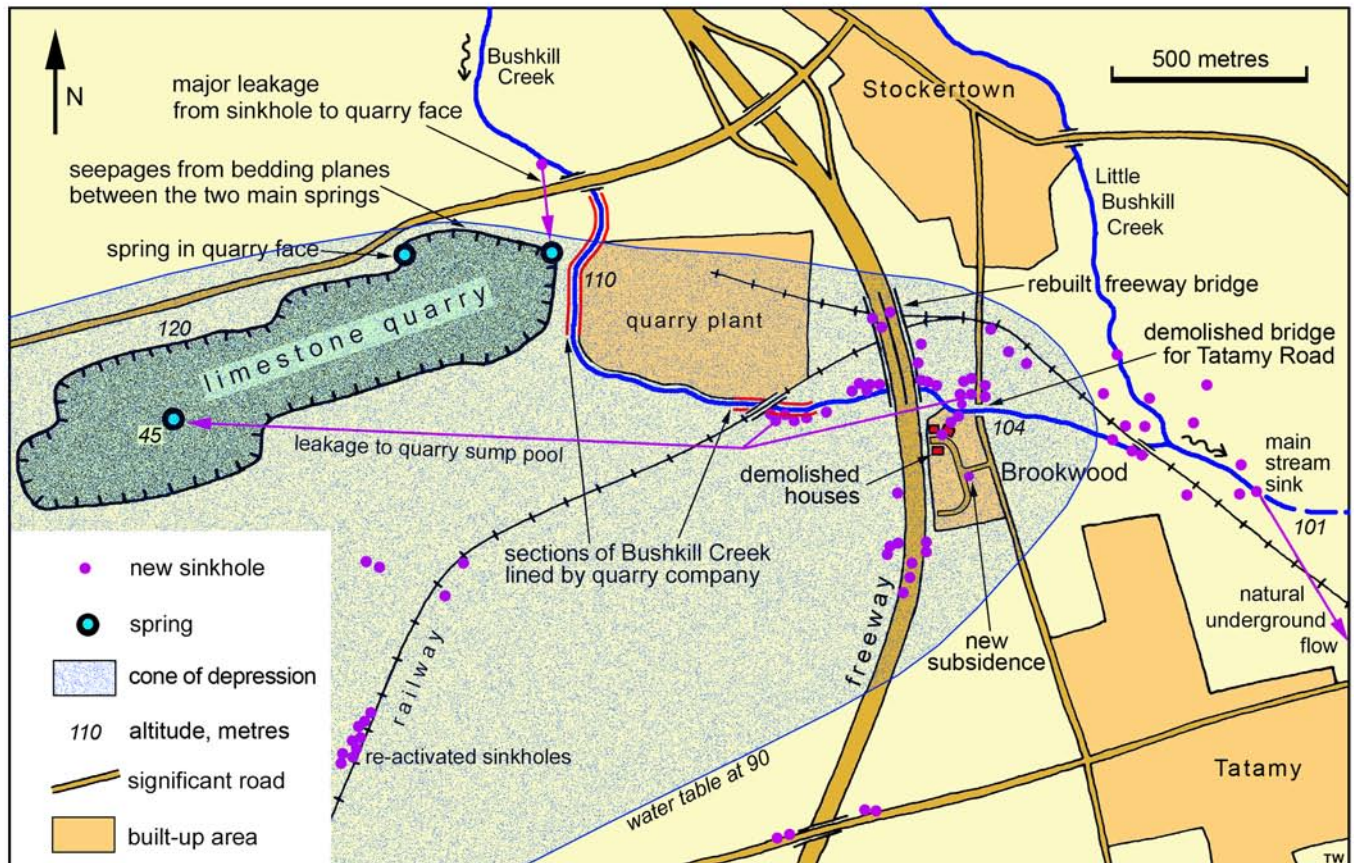 N
Bushkill
Creek
major leakage
from sinkhole to quarry face
seepages from bedding planes
between the two main springs
spring in quarry face
Stockertown
500 metres
Little
Bushkill
Creek
120
110
limestone quarry
quarry plant
rebuilt freeway bridge
demolished bridge
for Tatamy Road
45
leakage to quarry sump pool
104
demolished
houses
Brookwood
main
stream
sink
101
sections of Bushkill Creek
lined by quarry company
new
subsidence
natural
underground
flow
freeway
railway
re-activated sinkholes
water table at 90
Tatamy
new sinkhole
spring
cone of depression
110 altitude, metres
significant road
built-up area
TW